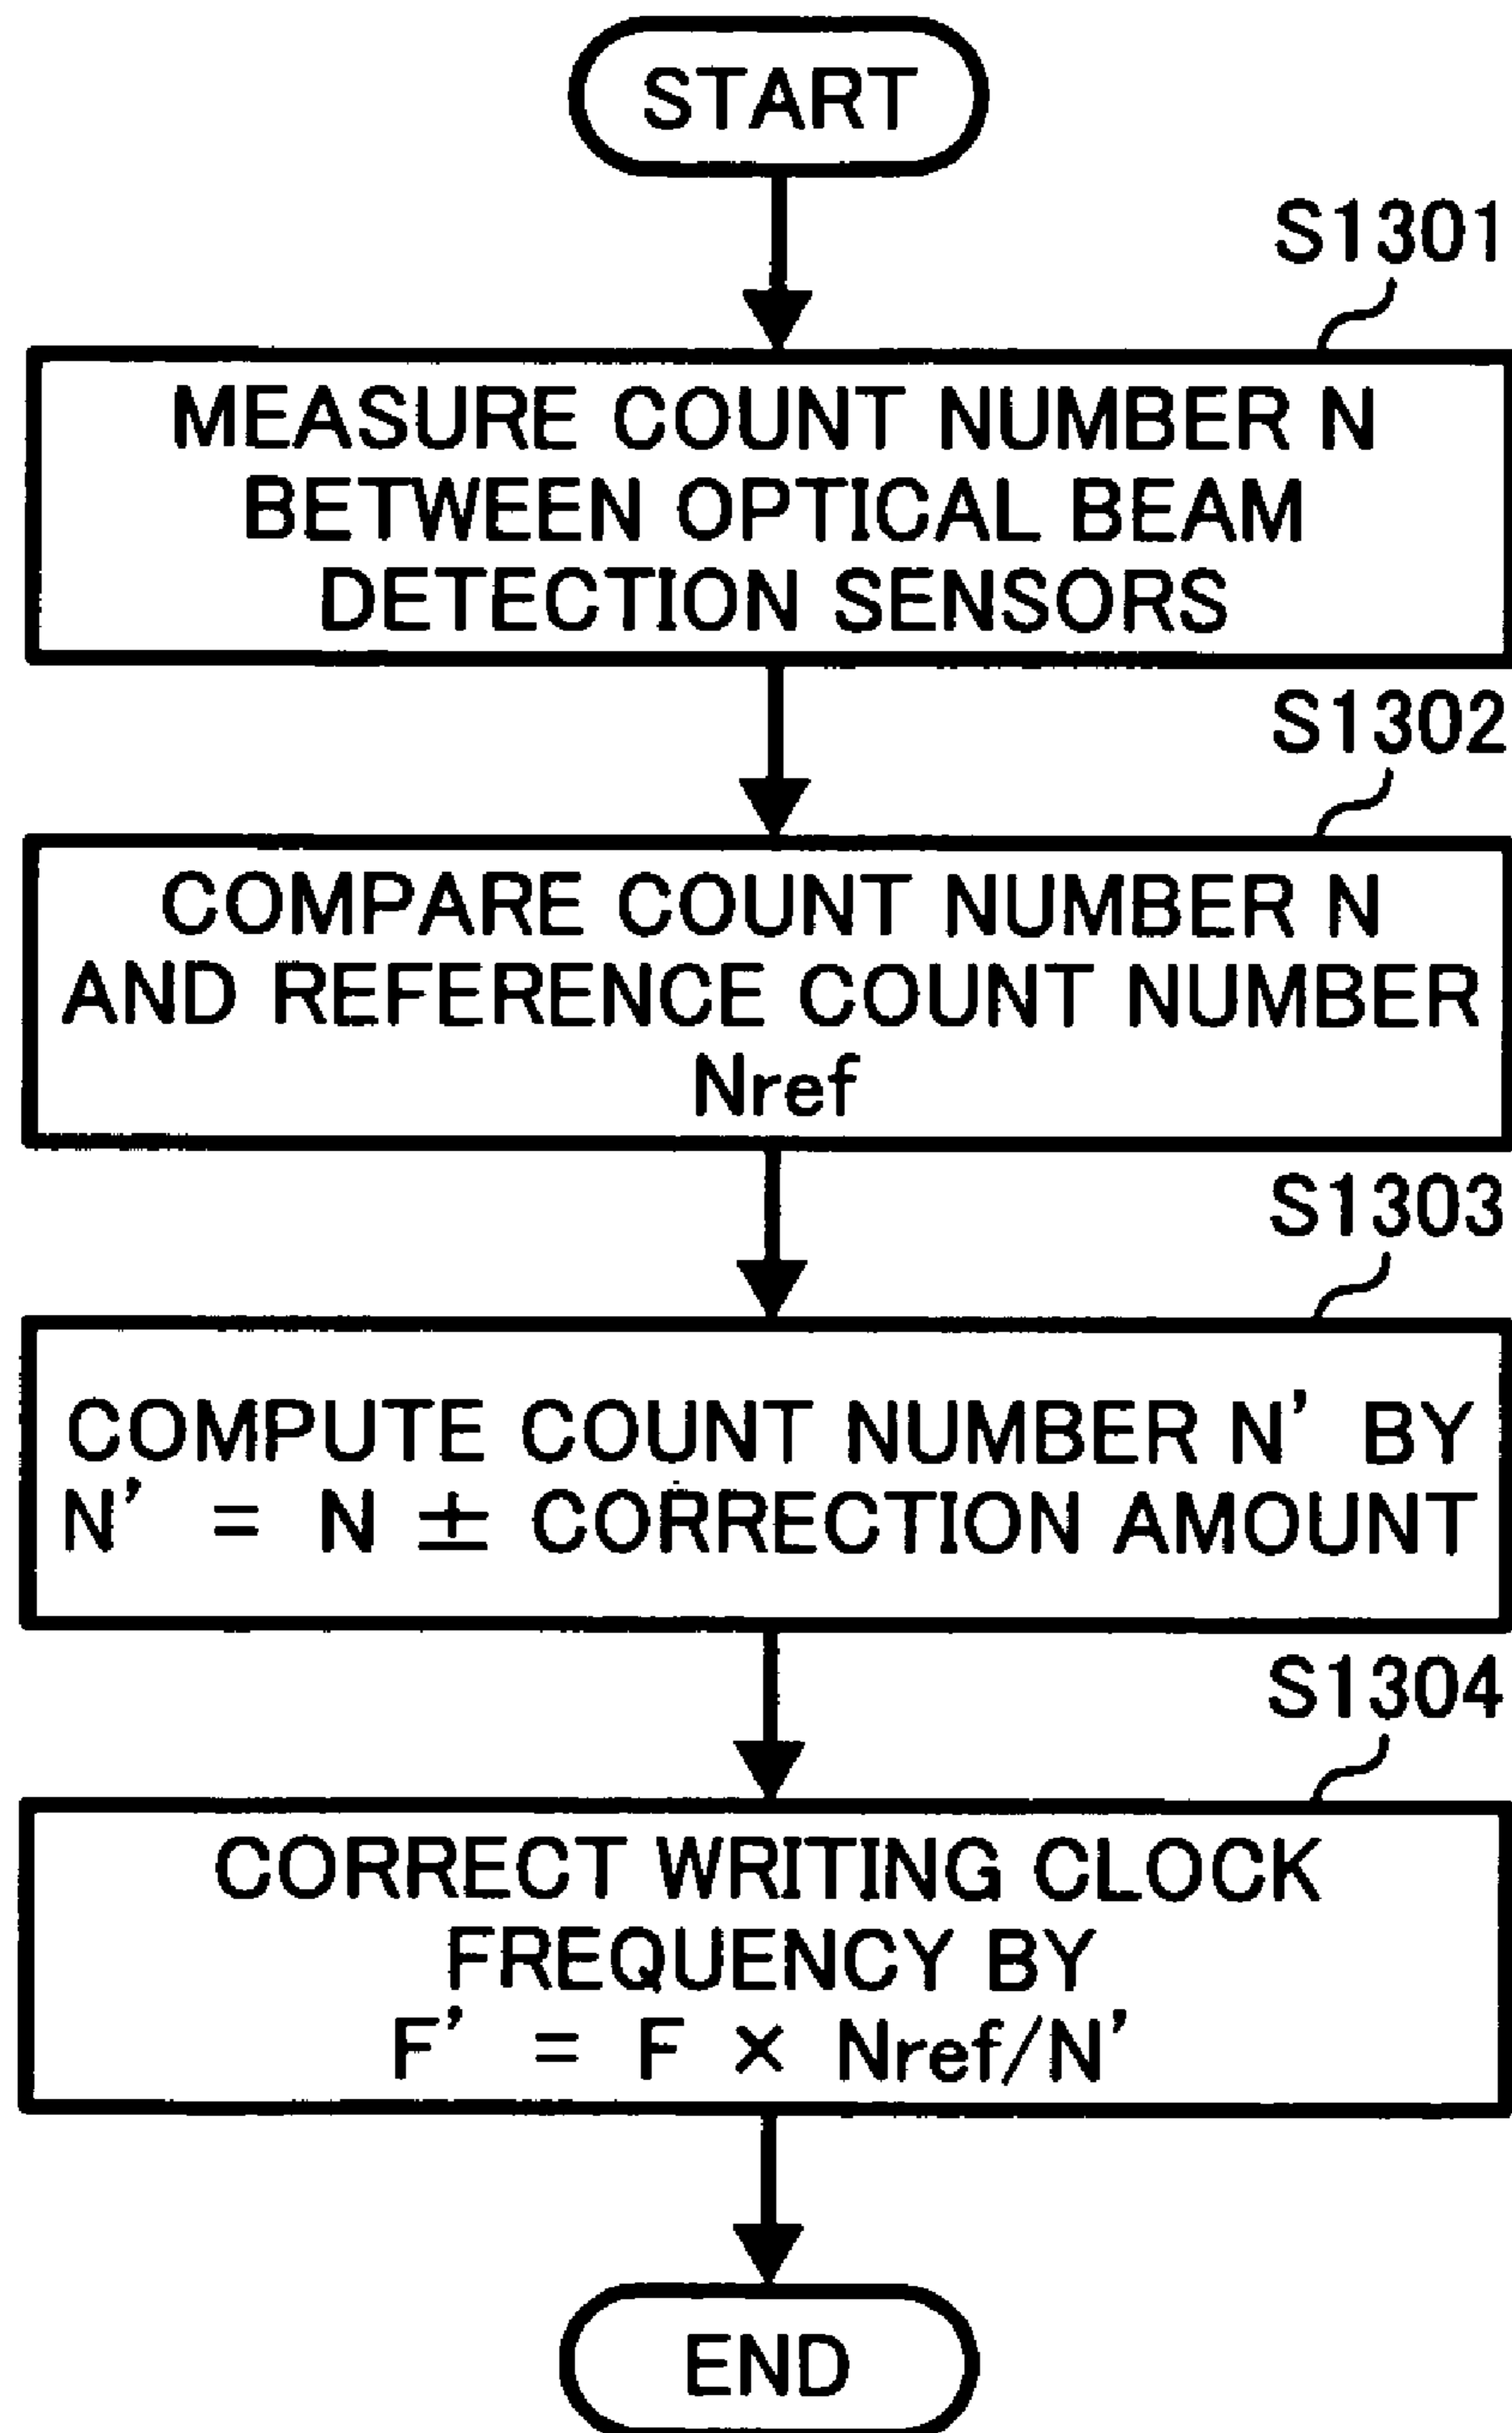 START
S1301
MEASURE COUNT NUMBER N
BETWEEN OPTICAL BEAM
DETECTION SENSORS
S1302
COMPARE COUNT NUMBER N
AND REFERENCE COUNT NUMBER
Nref
S1303
COMPUTE COUNT NUMBER N' BY
N' = N ± CORRECTION AMOUNT
S1304
CORRECT WRITING CLOCK
FREQUENCY BY
F' = F × Nref/N'
END